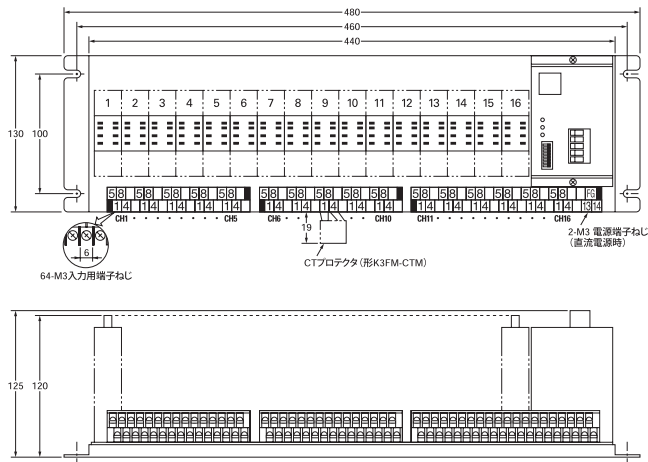 480
460
440
130
100
1 2 3 4 5 6 7 8 9 10 11 12 13 14 15 16
58 58 58 58 58 58 58 58 58 58 58 58 58 58 58 58 FG
14 14 14 14 14 14 14 14 14 14 14 14 14 14 14 14 13 14
CH1 ・・・・・・・・・ CH5 CH6 ・・・・・・・・ CH10 CH11 ・・・・・・・・・・・ CH16
19
6
64-M3入力用端子ねじ
CTプロテクタ（形K3FM-CTM）
2-M3 電源端子ねじ
（直流電源時）
125
120